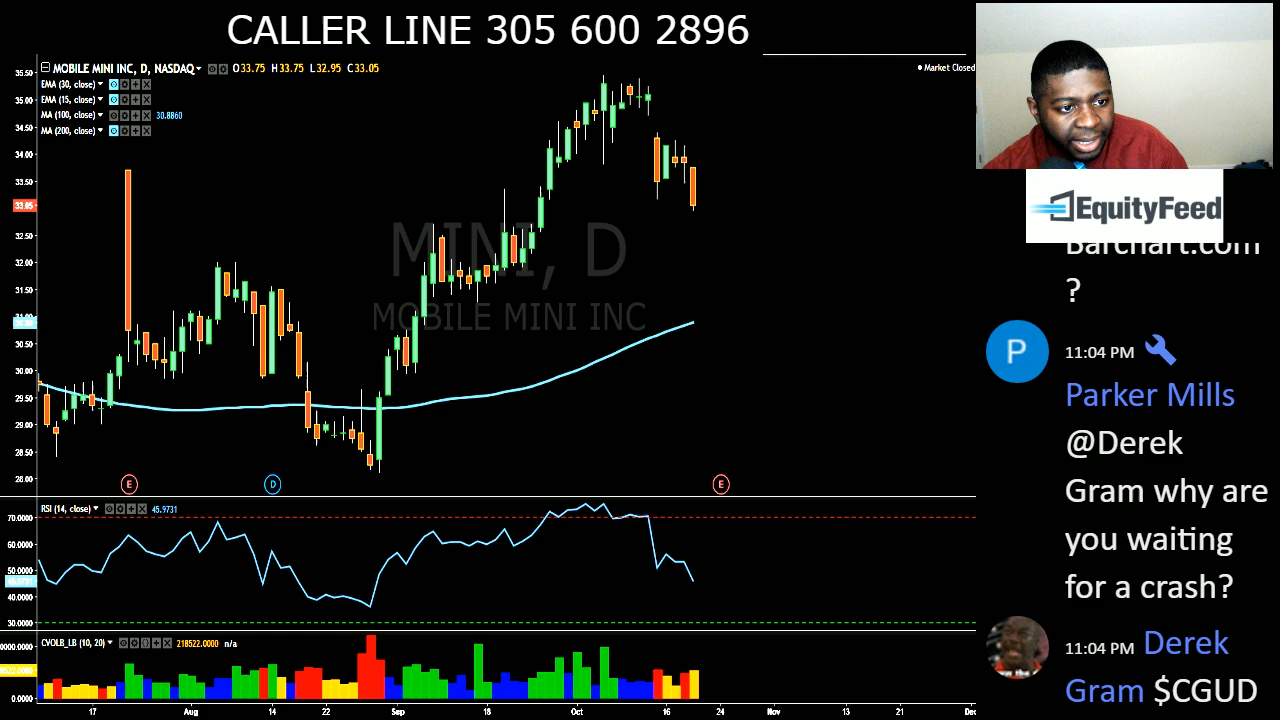 CALLER LINE 305 600 2896
MOBILE MINI INC, D, NASDAQ O33.75 H33.75 L32.95 C33.05
Market Closed
EMA (30, close)
EMA (15, close)
MA (100, close) 30.8860
MA (200, close)
35.50
35.00
34.50
34.00
33.50
33.05
32.50
32.00
31.50
30.50
30.00
29.50
29.00
28.50
28.00
MINI, D
MOBILE MINI INC
E D E
RSI (14, close) 45.9731
70.0000
60.0000
45.9731
40.0000
30.0000
CVOLB_LB (10, 20) 218522.0000 n/a
0.0000
17 Aug 14 22 Sep 18 Oct 16 24 Nov 13 21 Dec
EquityFeed
Barchart.com
?
P
11:04 PM
Parker Mills
@Derek
Gram why are
you waiting
for a crash?
11:04 PM Derek
Gram $CGUD